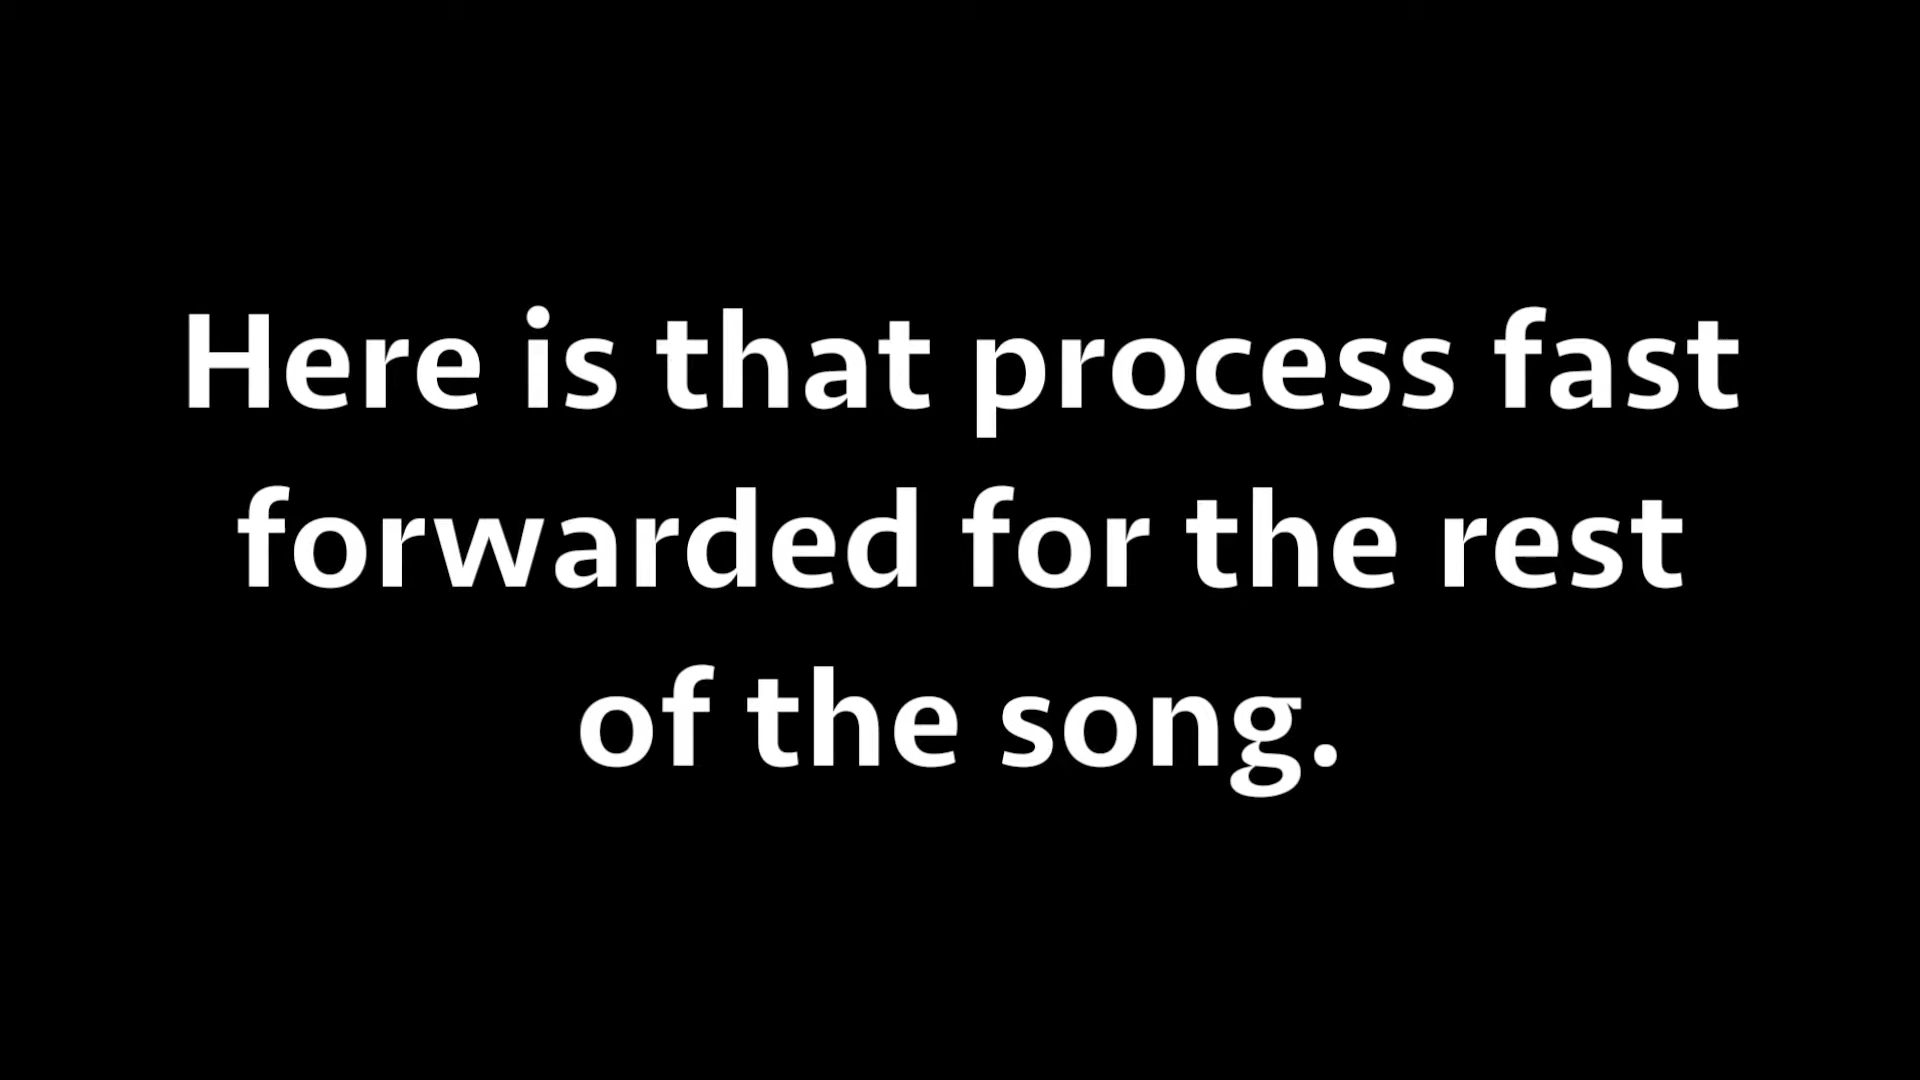 Here is that process fast
forwarded for the rest
of the song.